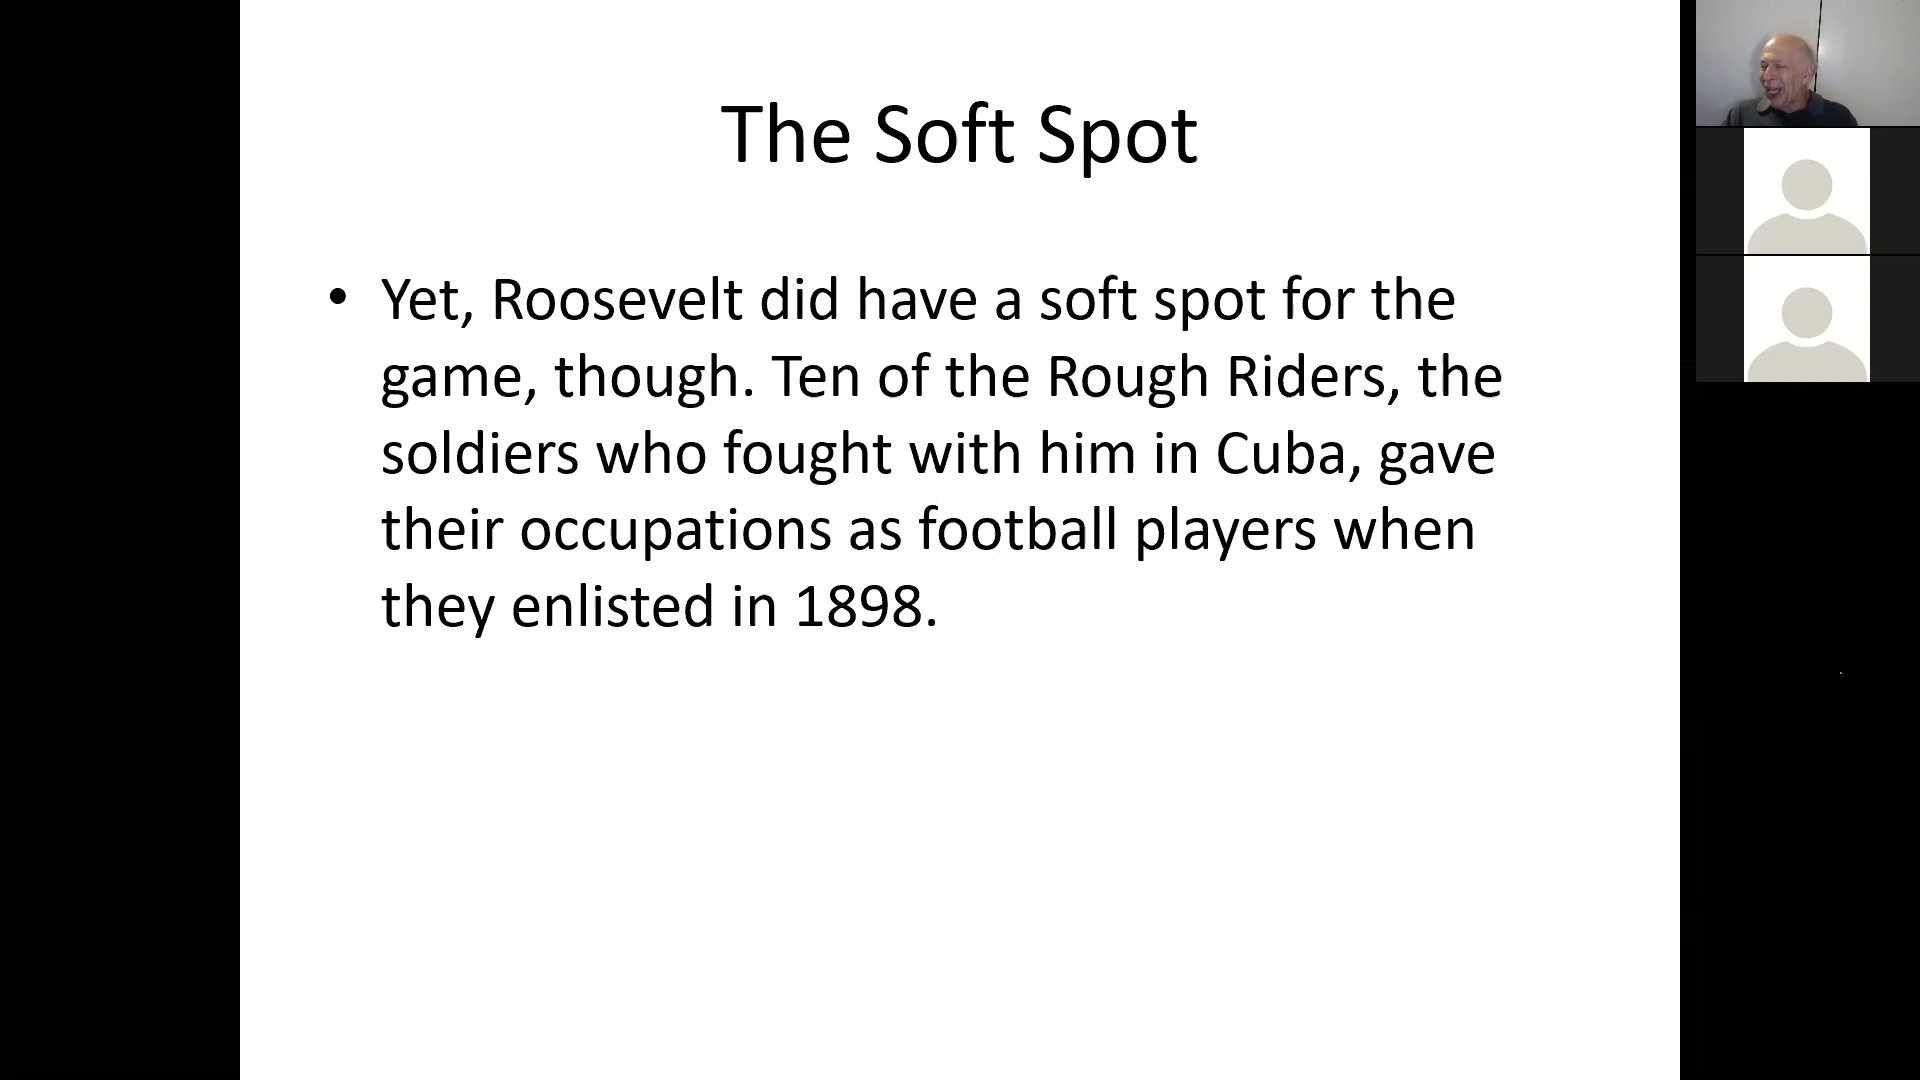 The Soft Spot
• Yet, Roosevelt did have a soft spot for the
game, though. Ten of the Rough Riders, the
soldiers who fought with him in Cuba, gave
their occupations as football players when
they enlisted in 1898.